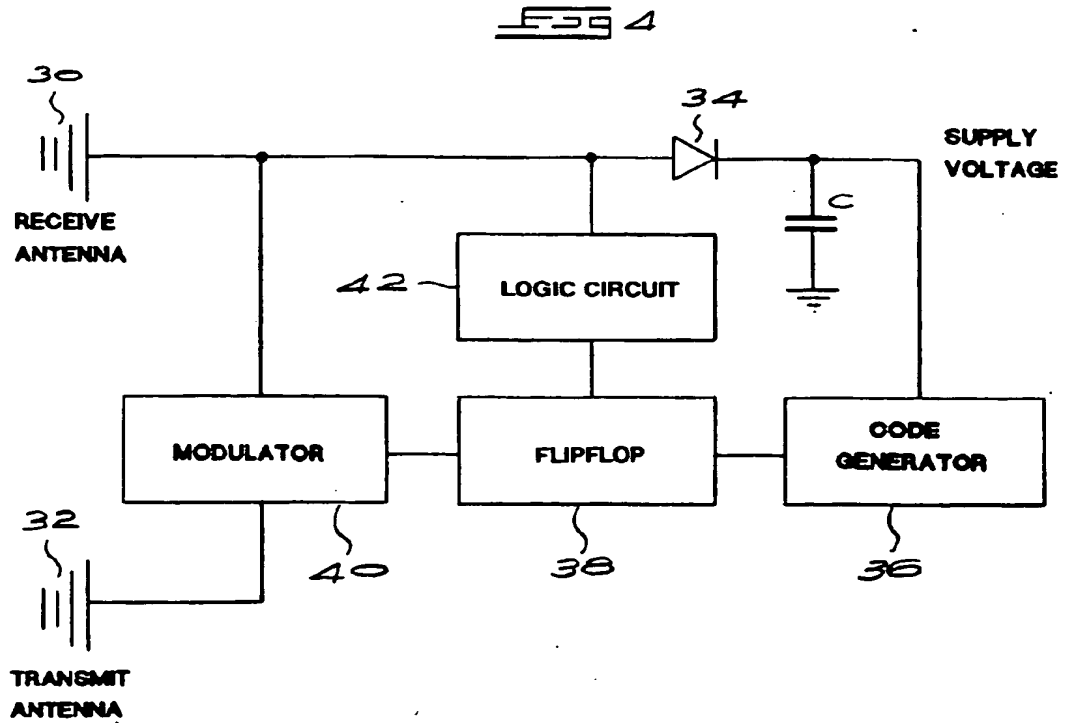 Fig 4
30
34
SUPPLY
VOLTAGE
C
RECEIVE
ANTENNA
42
LOGIC CIRCUIT
MODULATOR
FLIPFLOP
CODE
GENERATOR
32
40
38
36
TRANSMIT
ANTENNA